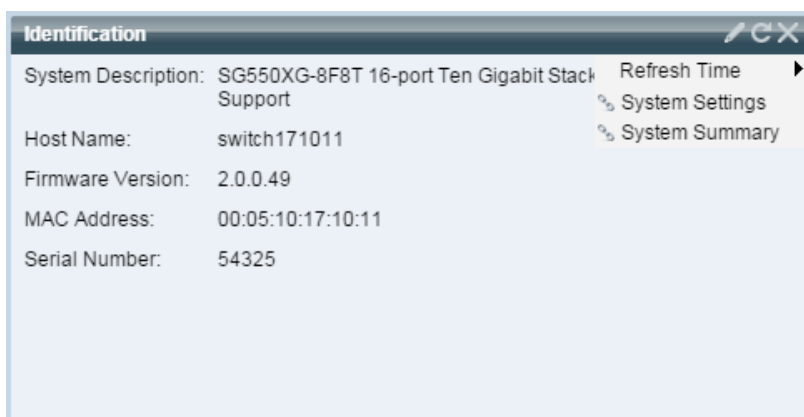 Identification
System Description: SG550XG-8F8T 16-port Ten Gigabit Stack
Support
Refresh Time
System Settings
System Summary
Host Name: switch171011
Firmware Version: 2.0.0.49
MAC Address: 00:05:10:17:10:11
Serial Number: 54325